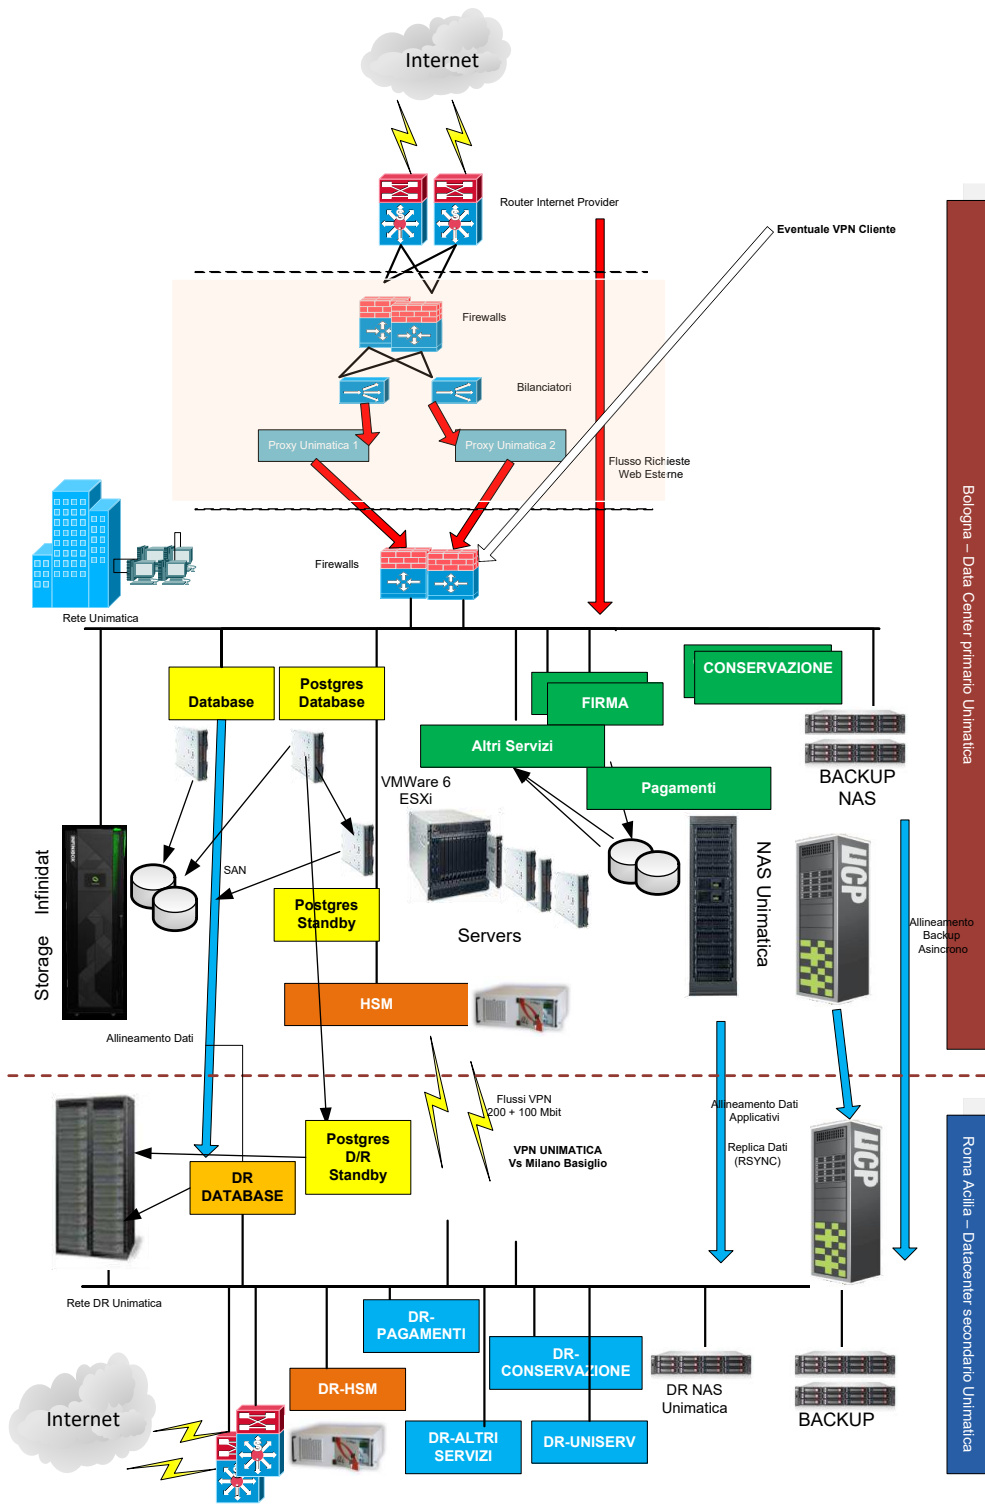 Internet
Router Internet Provider
Eventuale VPN Cliente
Firewalls
Bilanciatori
Proxy Unimatica 1
Proxy Unimatica 2
Flusso Richieste
Web Esterne
Firewalls
Rete Unimatica
Bologna – Data Center primario Unimatica
Database
Postgres
Database
FIRMA
CONSERVAZIONE
Altri Servizi
Pagamenti
VMWare 6
ESXi
BACKUP
NAS
Storage Infinidat
SAN
Postgres
Standby
Servers
NAS Unimatica
UCP
Allineamento
Backup
Asincrono
HSM
Allineamento Dati
Flussi VPN
200 + 100 Mbit
VPN UNIMATICA
Vs Milano Basiglio
Allineamento Dati
Applicativi
Replica Dati
(RSYNC)
UCP
Postgres
D/R
Standby
DR
DATABASE
Roma Acilia – Datacenter secondario Unimatica
Rete DR Unimatica
DR-
PAGAMENTI
DR-
CONSERVAZIONE
DR-HSM
DR NAS
Unimatica
BACKUP
Internet
DR-ALTRI
SERVIZI
DR-UNISERV